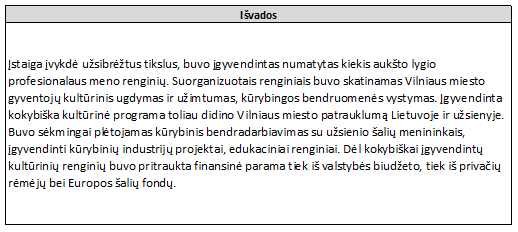 Išvados
Įstaiga įvykdė užsibrėžtus tikslus, buvo įgyvendintas numatytas kiekis aukšto lygio
profesionalaus meno renginių. Suorganizuotais renginiais buvo skatinamas Vilniaus miesto
gyventojų kultūrinis ugdymas ir užimtumas, kūrybingos bendruomenės vystymas. Įgyvendinta
kokybiška kultūrinė programa toliau didino Vilniaus miesto patrauklumą Lietuvoje ir užsienyje.
Buvo sėkmingai plėtojamas kūrybinis bendradarbiavimas su užsienio šalių menininkais,
įgyvendinti kūrybinių industrijų projektai, edukaciniai renginiai. Dėl kokybiškai įgyvendintų
kultūrinių renginių buvo pritraukta finansinė parama tiek iš valstybės biudžeto, tiek iš privačių
rėmėjų bei Europos šalių fondų.